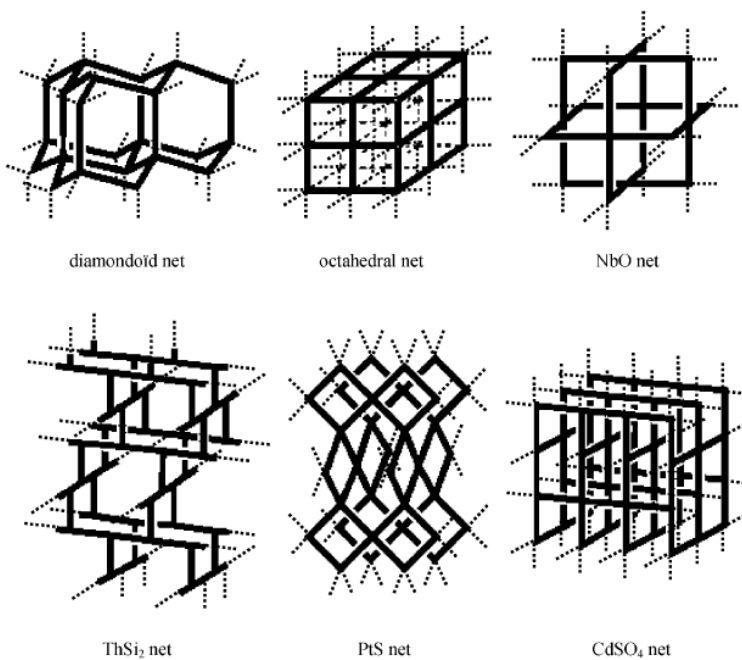 diamondoïd net
octahedral net
NbO net
ThSi₂ net
PtS net
CdSO₄ net